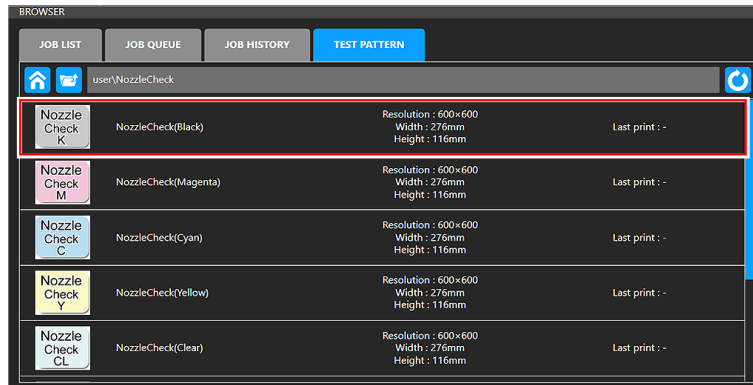 BROWSER
JOB LIST JOB QUEUE JOB HISTORY TEST PATTERN
user\NozzleCheck
Nozzle
Check
K
NozzleCheck(Black)
Resolution : 600×600
Width : 276mm
Height : 116mm
Last print : -
Nozzle
Check
M
NozzleCheck(Magenta)
Resolution : 600×600
Width : 276mm
Height : 116mm
Last print : -
Nozzle
Check
C
NozzleCheck(Cyan)
Resolution : 600×600
Width : 276mm
Height : 116mm
Last print : -
Nozzle
Check
Y
NozzleCheck(Yellow)
Resolution : 600×600
Width : 276mm
Height : 116mm
Last print : -
Nozzle
Check
CL
NozzleCheck(Clear)
Resolution : 600×600
Width : 276mm
Height : 116mm
Last print : -